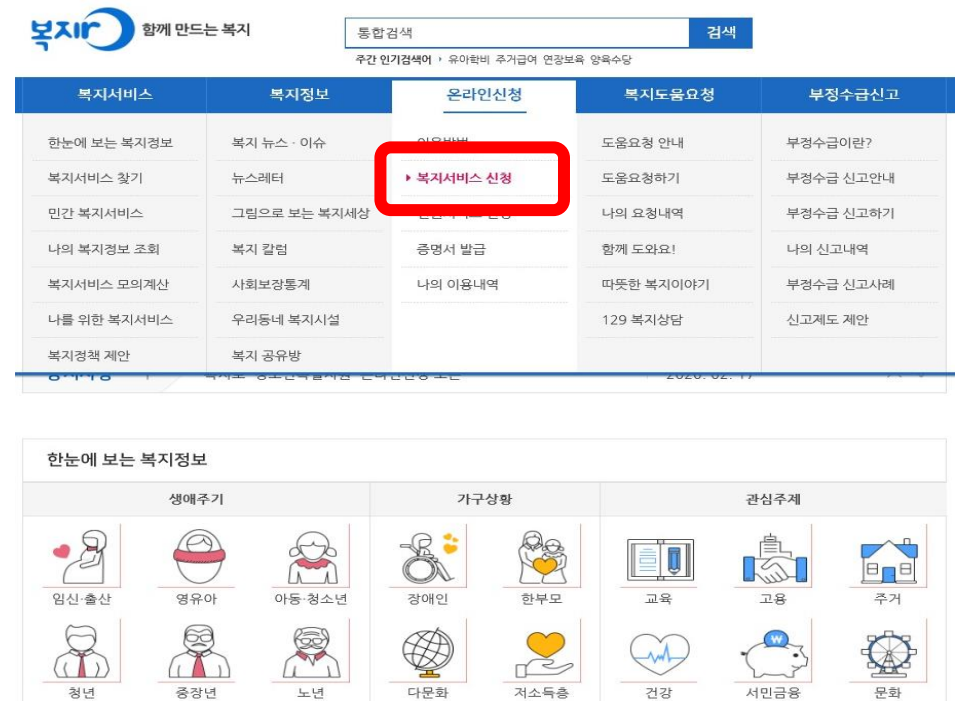 복지로 함께 만드는 복지
통합검색 검색
주간 인기검색어 › 유아학비 주거급여 연장보육 양육수당
복지서비스 복지정보 온라인신청 복지도움요청 부정수급신고
한눈에 보는 복지정보 복지 뉴스 · 이슈 도움요청 안내 부정수급이란?
복지서비스 찾기 뉴스레터 복지서비스 신청 도움요청하기 부정수급 신고안내
민간 복지서비스 그림으로 보는 복지세상 나의 요청내역 부정수급 신고하기
나의 복지정보 조회 복지 칼럼 증명서 발급 함께 도와요! 나의 신고내역
복지서비스 모의계산 사회보장통계 나의 이용내역 따뜻한 복지이야기 부정수급 신고사례
나를 위한 복지서비스 우리동네 복지시설 129 복지상담 신고제도 제안
복지정책 제안 복지 공유방
한눈에 보는 복지정보
생애주기 가구상황 관심주제
임신·출산 영유아 아동·청소년 장애인 한부모 교육 고용 주거
청년 중장년 노년 다문화 저소득층 건강 서민금융 문화